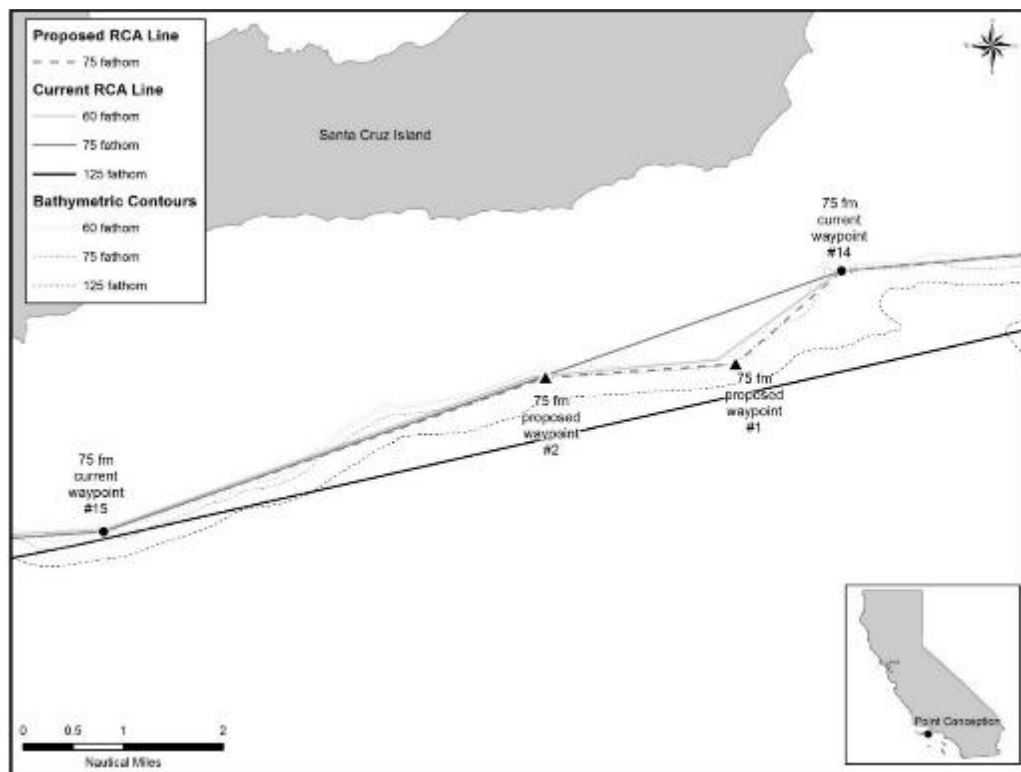 Proposed RCA Line
75 fathom
Current RCA Line
60 fathom
75 fathom
125 fathom
Bathymetric Contours
60 fathom
75 fathom
125 fathom
Santa Cruz Island
75 fm
current
waypoint
#14
75 fm
proposed
waypoint
#1
75 fm
proposed
waypoint
#2
75 fm
current
waypoint
#15
0 0.5 1 2
Nautical Miles
Point Conception